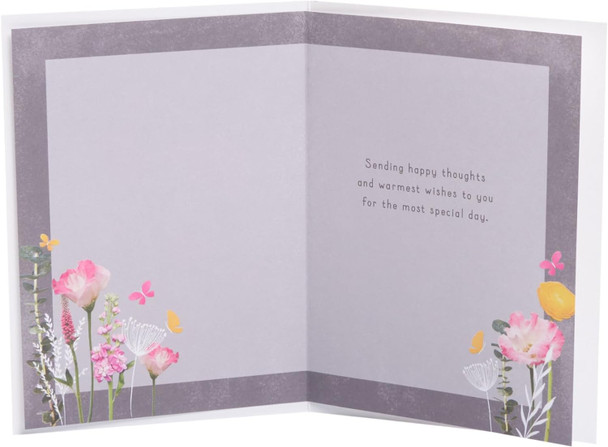 Sending happy thoughts
and warmest wishes to you
for the most special day.